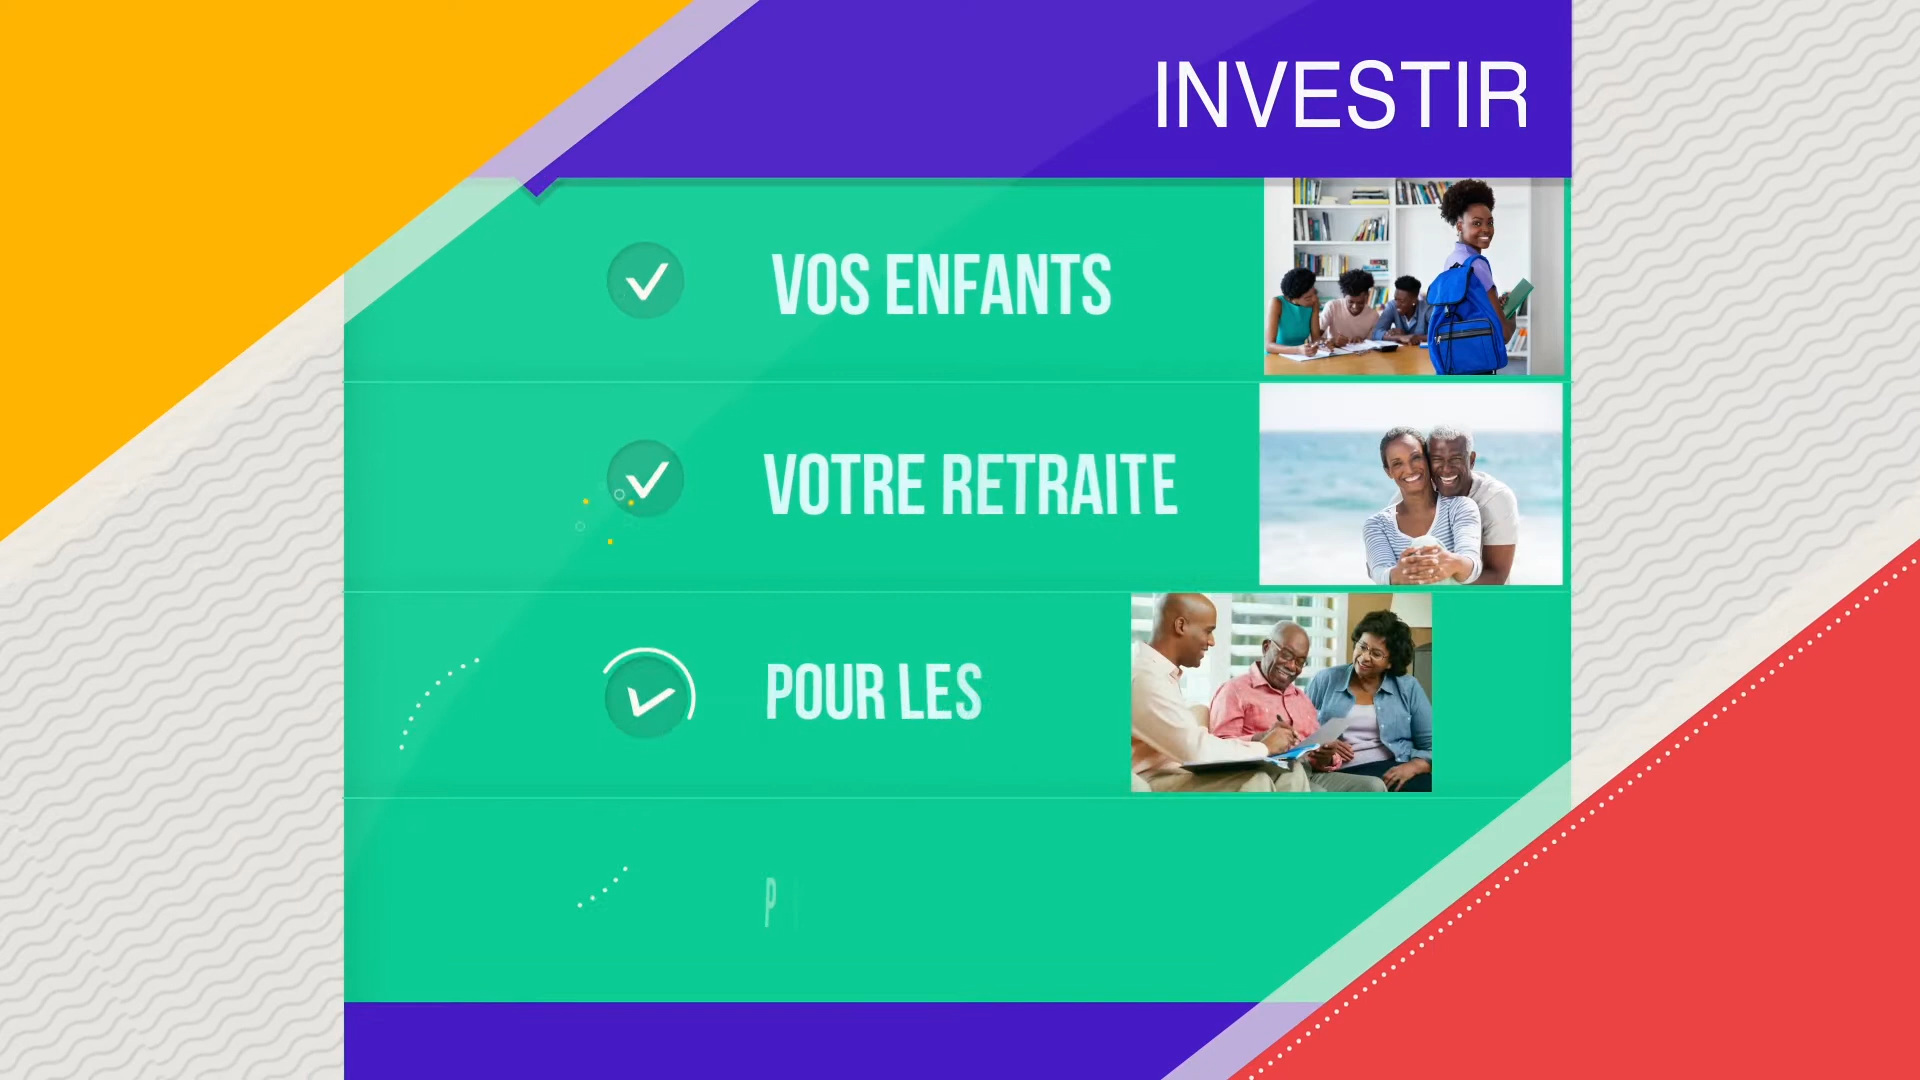 INVESTIR
VOS ENFANTS
VOTRE RETRAITE
POUR LES
P